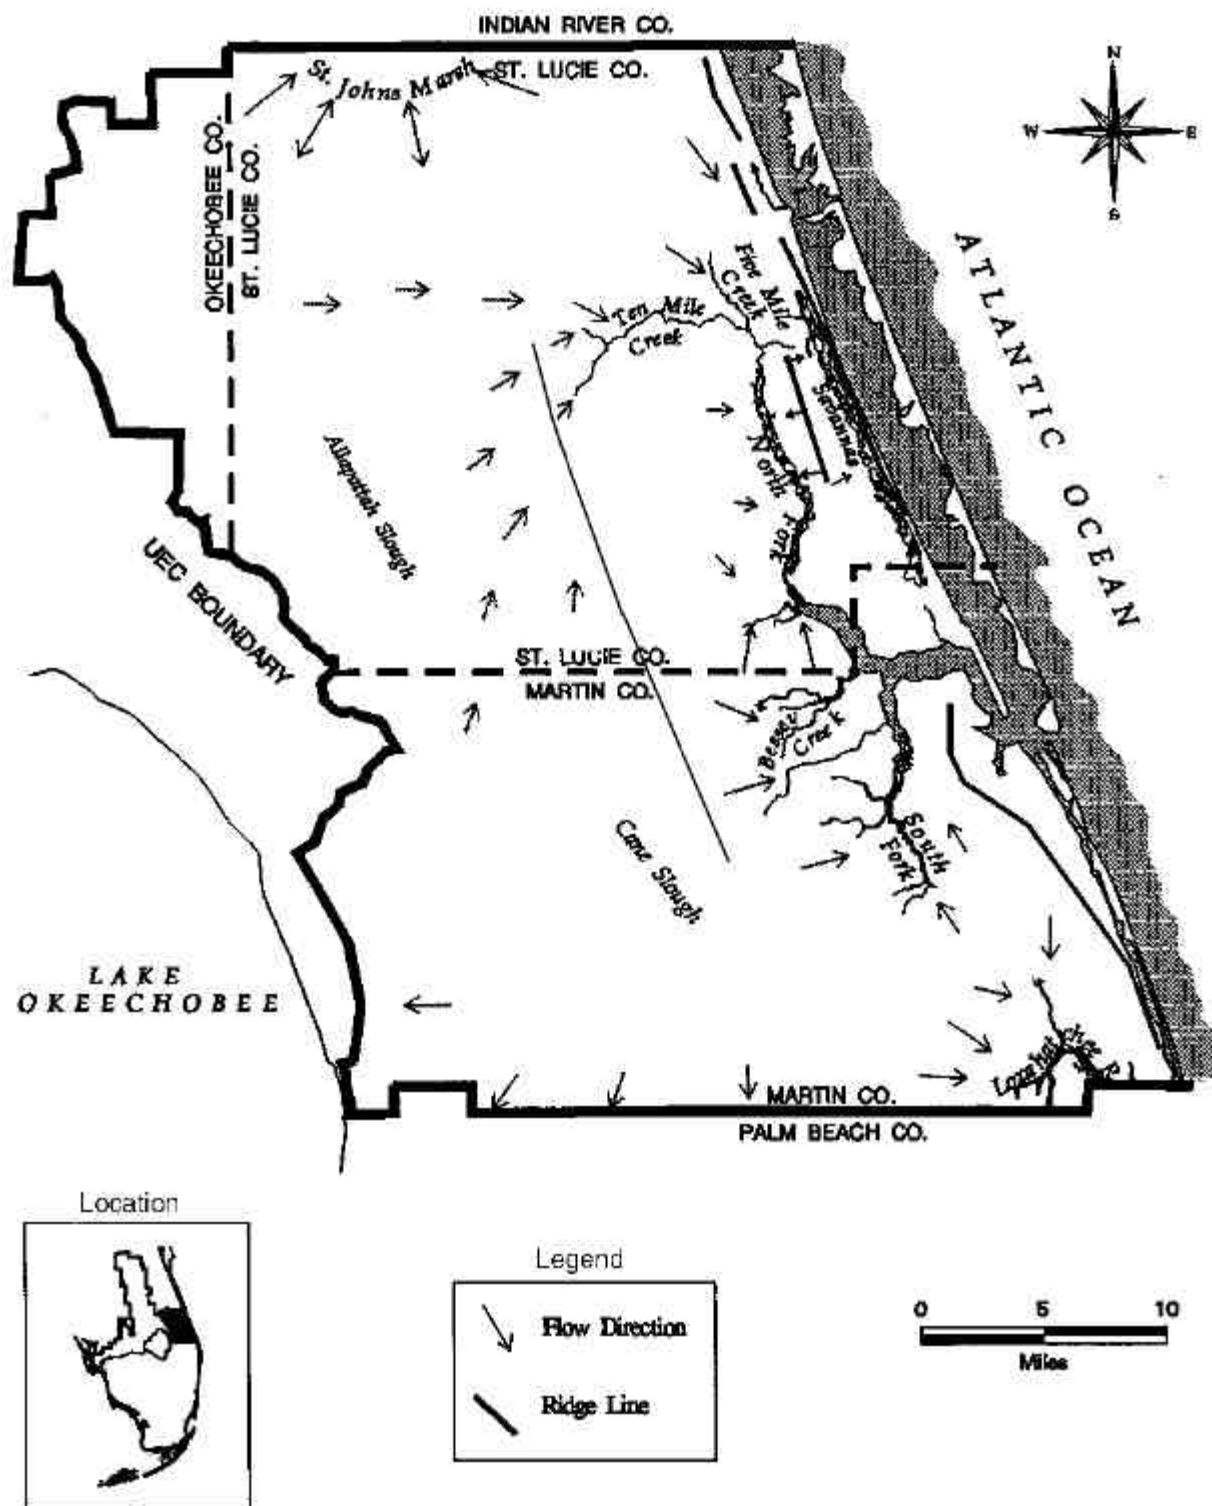 INDIAN RIVER CO.
ST. LUCIE CO.
St. Johns Marsh
N
W
E
S
OKEECHOBEE CO.
ST. LUCIE CO.
ATLANTIC OCEAN
Five Mile
Creek
Ten Mile
Creek
Savannas
North Fork
Allapattah Slough
UEC BOUNDARY
ST. LUCIE CO.
MARTIN CO.
Bessey
Creek
South
Fork
Cane Slough
LAKE
OKEECHOBEE
Loxahatchee R.
MARTIN CO.
PALM BEACH CO.
Location
Legend
Flow Direction
Ridge Line
0 5 10
Miles